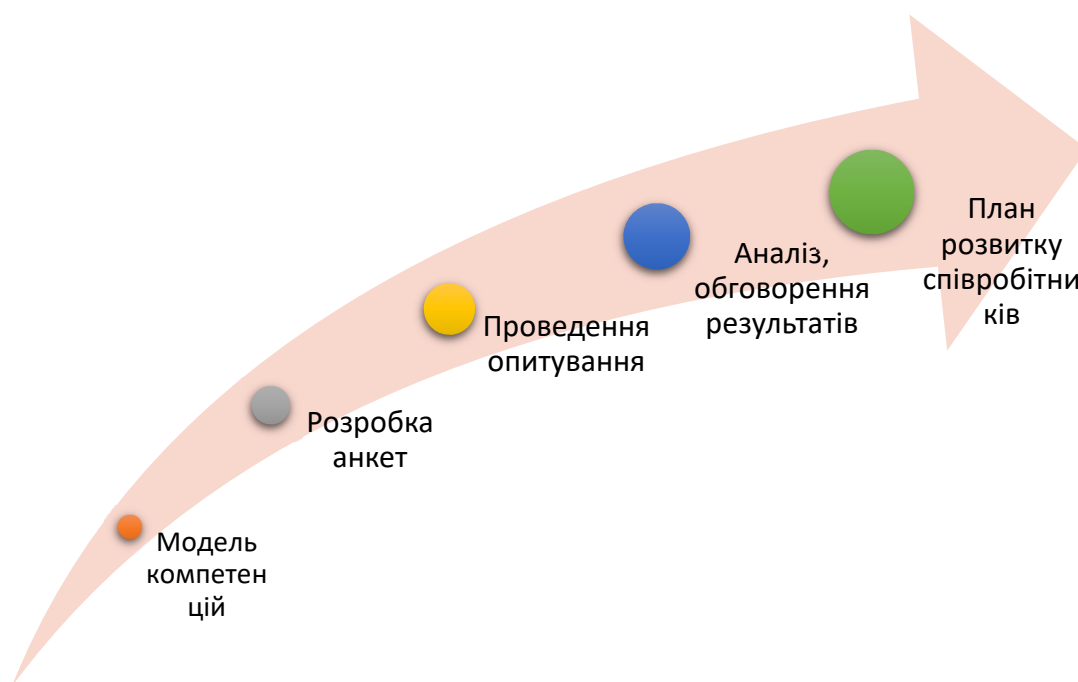 Модель
компетен
цій
Розробка
анкет
Проведення
опитування
Аналіз,
обговорення
результатів
План
розвитку
співробітни
ків